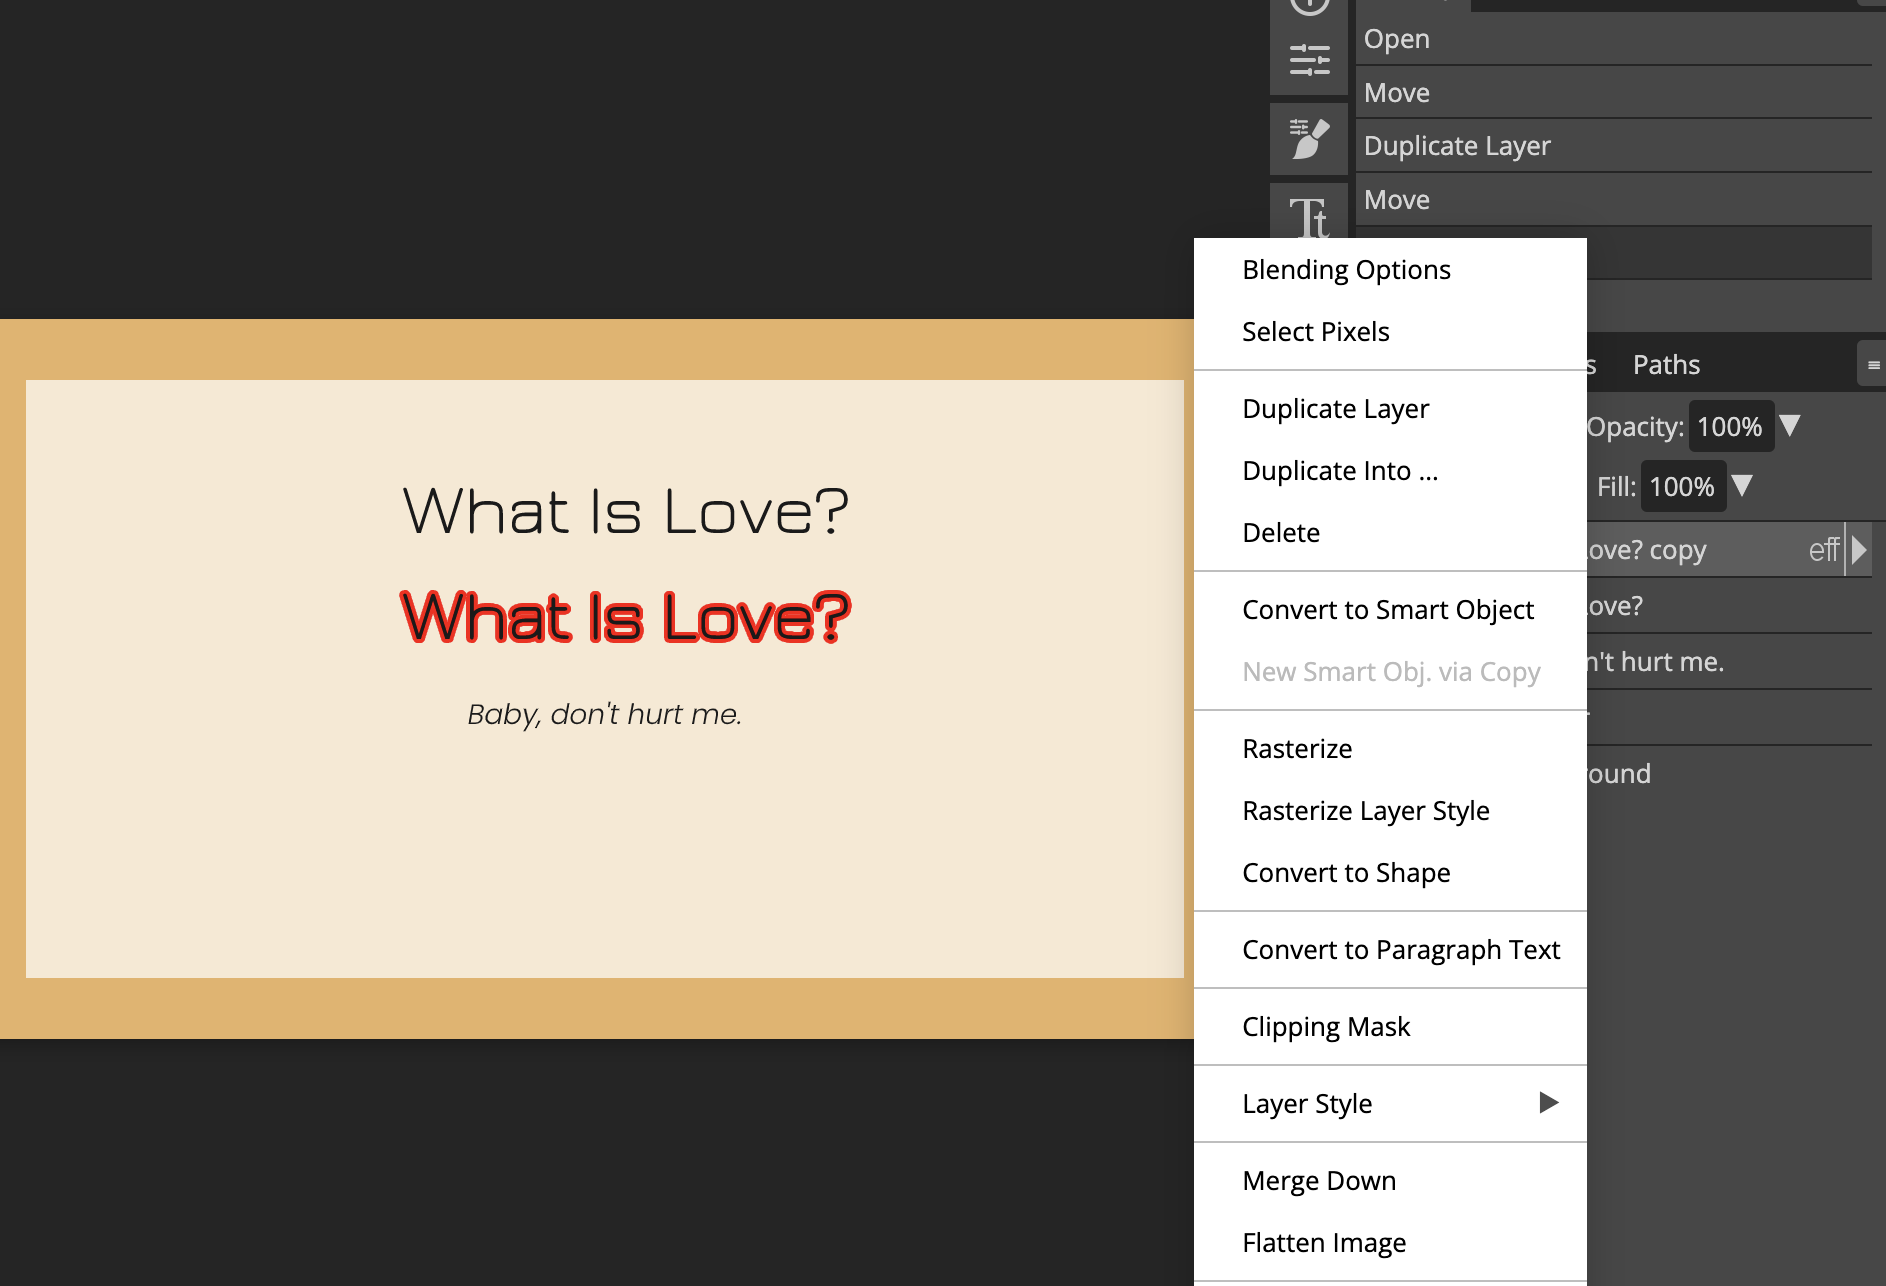 Open
Move
Duplicate Layer
Move
Tt
Blending Options
Select Pixels
Duplicate Layer
Duplicate Into ...
Delete
Convert to Smart Object
New Smart Obj. via Copy
Rasterize
Rasterize Layer Style
Convert to Shape
Convert to Paragraph Text
Clipping Mask
Layer Style
Merge Down
Flatten Image
s Paths
Opacity: 100%
Fill: 100%
ove? copy eff
ove?
n't hurt me.
round
What Is Love?
What Is Love?
Baby, don't hurt me.